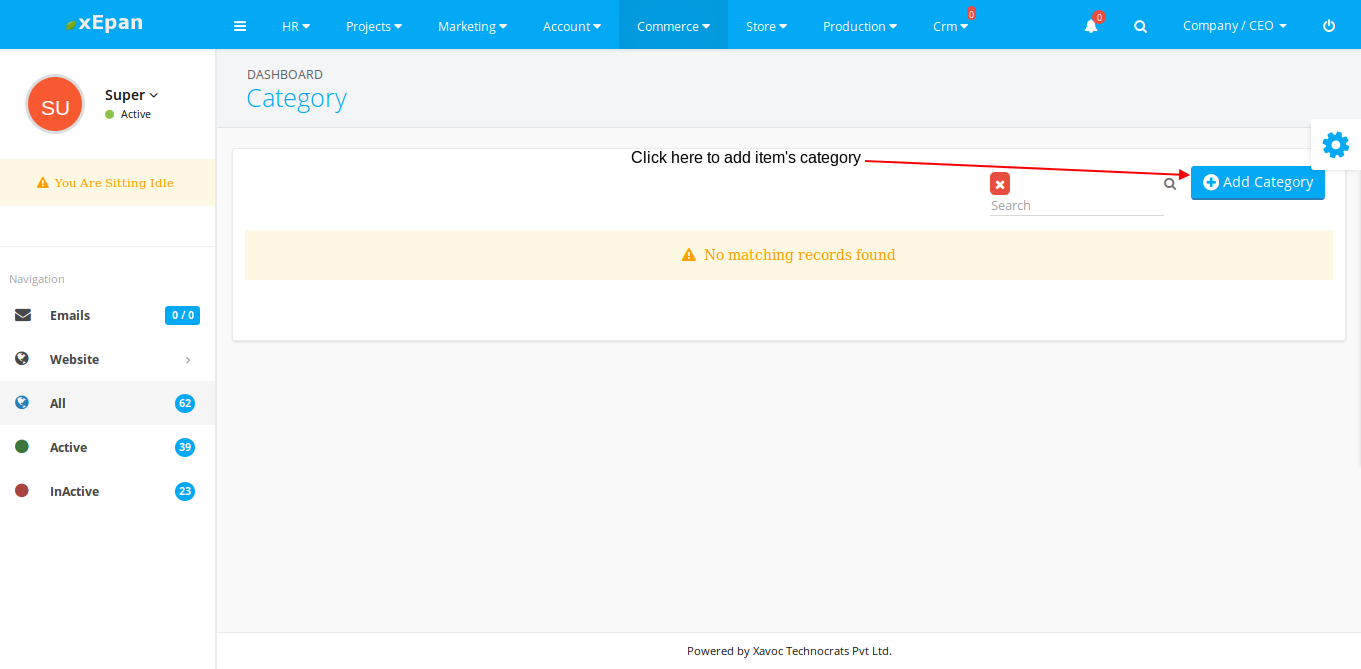 xEpan
HR
Projects
Marketing
Account
Commerce
Store
Production
Crm
0
0
Company / CEO
SU
Super
Active
You Are Sitting Idle
Navigation
Emails
0 / 0
Website
All
62
Active
39
InActive
23
DASHBOARD
Category
Click here to add item's category
Add Category
Search
No matching records found
Powered by Xavoc Technocrats Pvt Ltd.